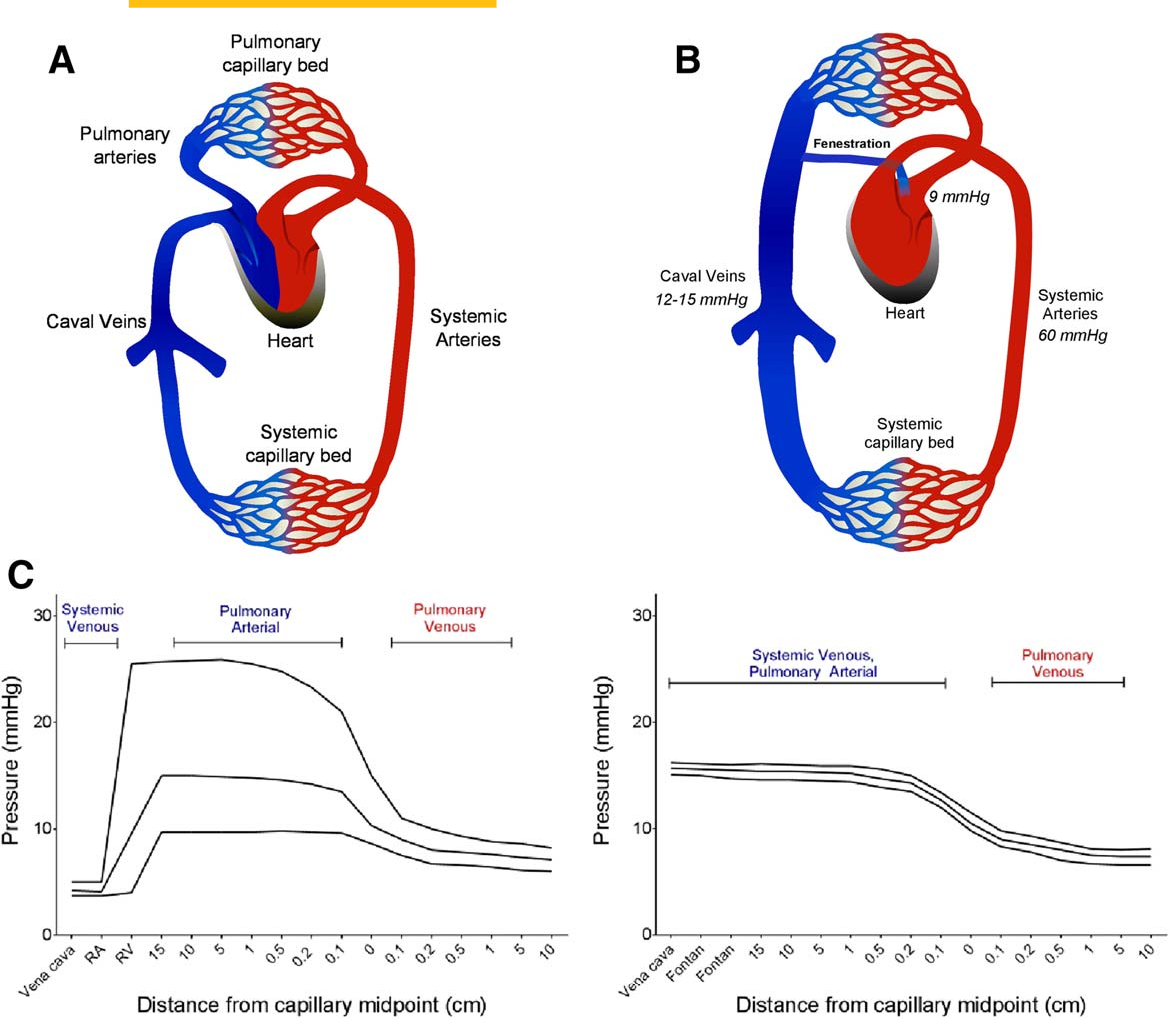 A
Pulmonary
capillary bed
Pulmonary
arteries
Caval Veins
Heart
Systemic
Arteries
Systemic
capillary bed
B
Fenestration
9 mmHg
Caval Veins
12-15 mmHg
Heart
Systemic
Arteries
60 mmHg
Systemic
capillary bed
C
Pressure (mmHg)
30
20
10
0
Systemic
Venous
Pulmonary
Arterial
Pulmonary
Venous
Vena cava RA RV 15 10 5 1 0.5 0.2 0.1 0 0.1 0.2 0.5 1 5 10
Distance from capillary midpoint (cm)
Pressure (mmHg)
30
20
10
0
Systemic Venous,
Pulmonary Arterial
Pulmonary
Venous
Vena cava Fontan Fontan 15 10 5 1 0.5 0.2 0.1 0 0.1 0.2 0.5 1 5 10
Distance from capillary midpoint (cm)